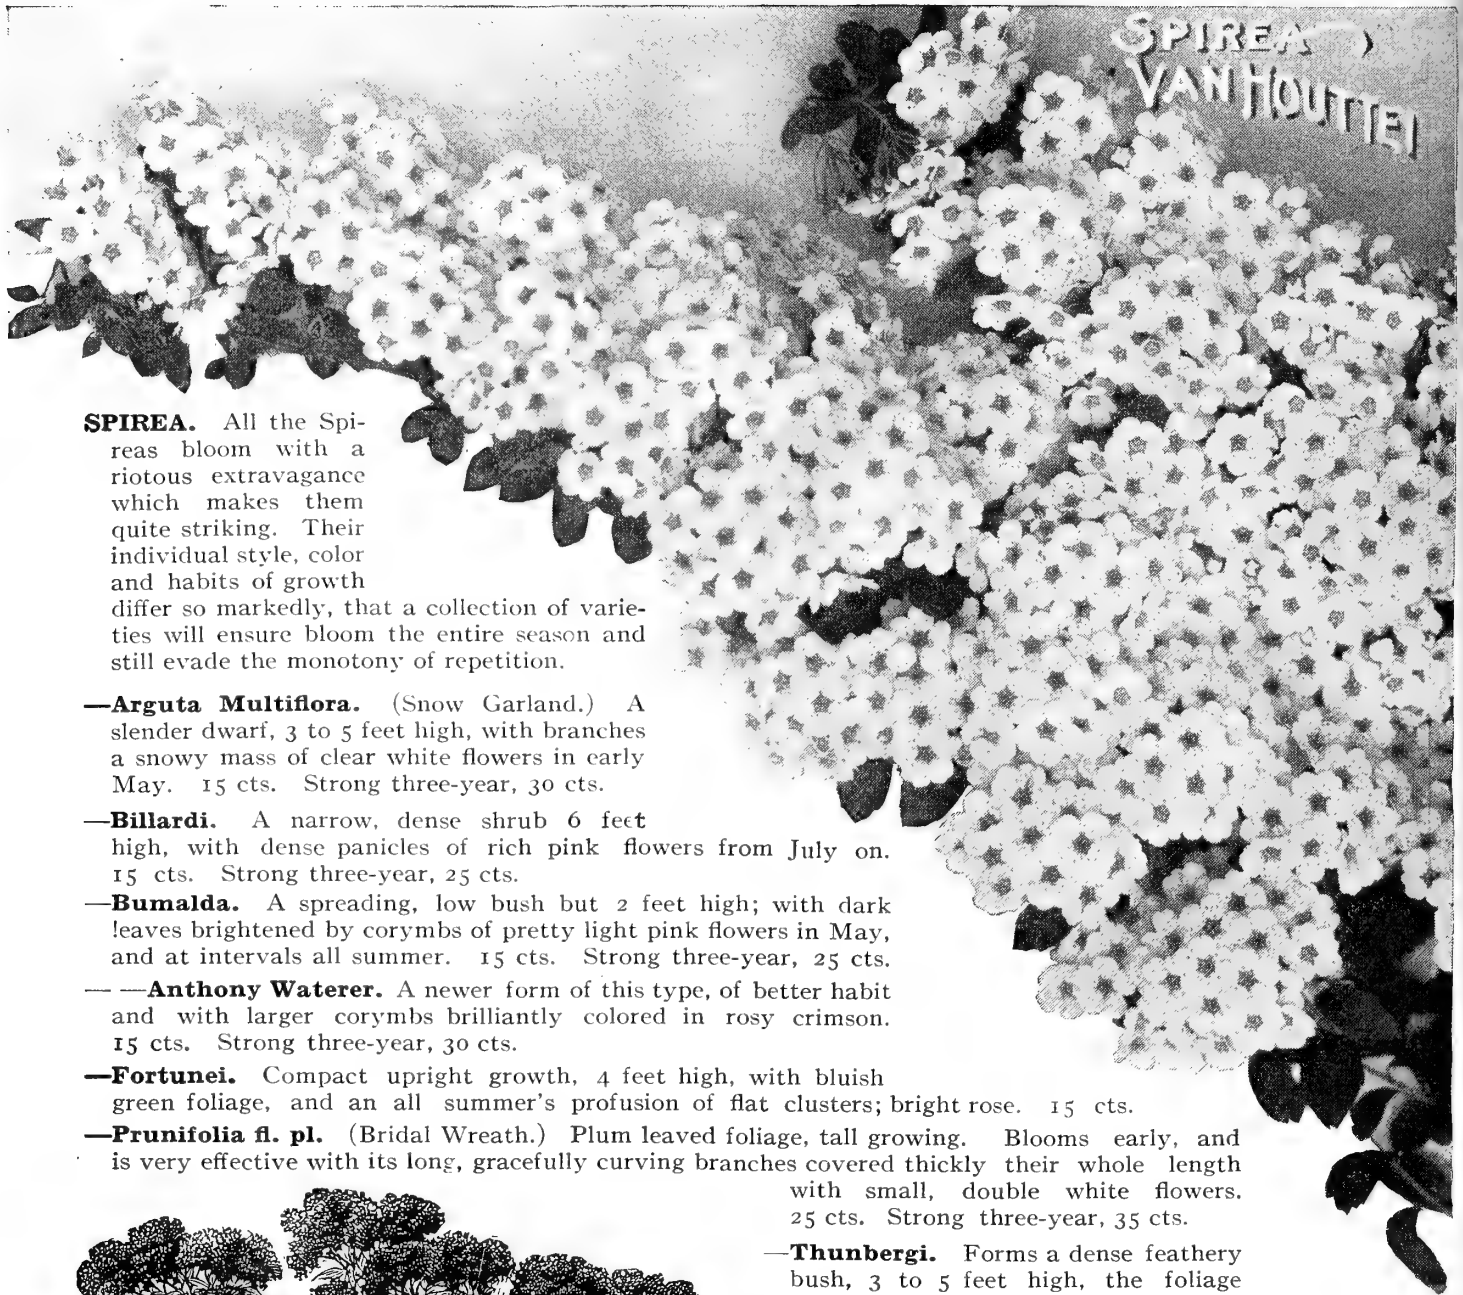 SPIREA
VAN HOUTTEI
SPIREA. All the Spi-
reas bloom with a
riotous extravagance
which makes them
quite striking. Their
individual style, color
and habits of growth
differ so markedly, that a collection of varie-
ties will ensure bloom the entire season and
still evade the monotony of repetition.
—Arguta Multiflora. (Snow Garland.) A
slender dwarf, 3 to 5 feet high, with branches
a snowy mass of clear white flowers in early
May. 15 cts. Strong three-year, 30 cts.
—Billardi. A narrow, dense shrub 6 feet
high, with dense panicles of rich pink flowers from July on.
15 cts. Strong three-year, 25 cts.
—Bumalda. A spreading, low bush but 2 feet high; with dark
leaves brightened by corymbs of pretty light pink flowers in May,
and at intervals all summer. 15 cts. Strong three-year, 25 cts.
— —Anthony Waterer. A newer form of this type, of better habit
and with larger corymbs brilliantly colored in rosy crimson.
15 cts. Strong three-year, 30 cts.
—Fortunei. Compact upright growth, 4 feet high, with bluish
green foliage, and an all summer's profusion of flat clusters; bright rose. 15 cts.
—Prunifolia fl. pl. (Bridal Wreath.) Plum leaved foliage, tall growing. Blooms early, and
is very effective with its long, gracefully curving branches covered thickly their whole length
with small, double white flowers.
25 cts. Strong three-year, 35 cts.
—Thunbergi. Forms a dense feathery
bush, 3 to 5 feet high, the foliage